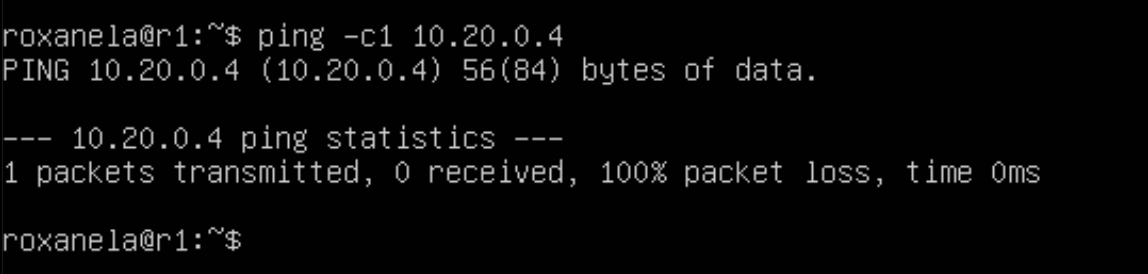 roxanela@r1:~$ ping -c1 10.20.0.4
PING 10.20.0.4 (10.20.0.4) 56(84) bytes of data.
--- 10.20.0.4 ping statistics ---
1 packets transmitted, 0 received, 100% packet loss, time 0ms
roxanela@r1:~$